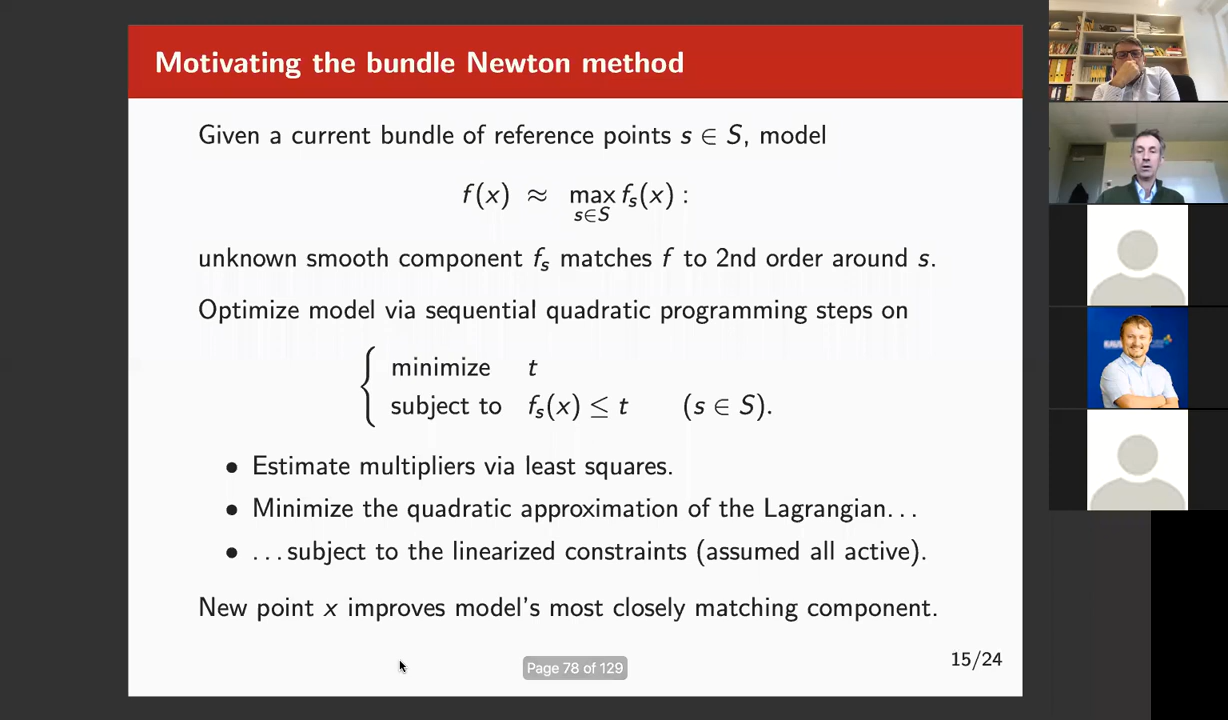 Motivating the bundle Newton method
Given a current bundle of reference points s ∈ S, model
f(x) ≈ max f_s(x) :
s∈S
unknown smooth component f_s matches f to 2nd order around s.
Optimize model via sequential quadratic programming steps on
minimize t
subject to f_s(x) ≤ t (s ∈ S).
• Estimate multipliers via least squares.
• Minimize the quadratic approximation of the Lagrangian. . .
• . . . subject to the linearized constraints (assumed all active).
New point x improves model's most closely matching component.
15/24
Page 78 of 129